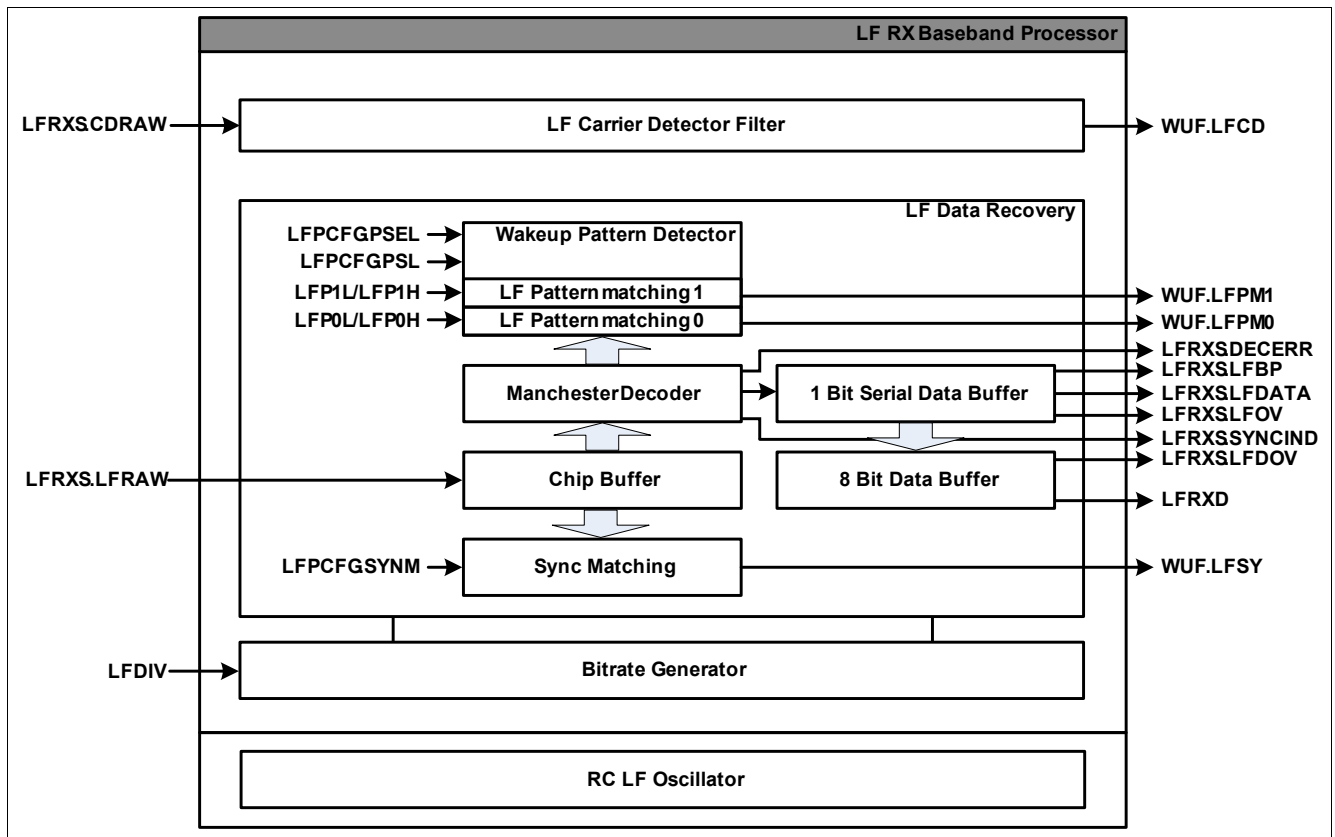 LF RX Baseband Processor
LFRXS.CDRAW
LF Carrier Detector Filter
WUF.LFCD
LF Data Recovery
LFPCFG.PSEL
Wakeup Pattern Detector
LFPCFG.PSL
LFP1L/LFP1H
LF Pattern matching 1
WUF.LFPM1
LFP0L/LFP0H
LF Pattern matching 0
WUF.LFPM0
LFRXS.DECERR
LFRXS.LFBP
Manchester Decoder
1 Bit Serial Data Buffer
LFRXS.LFDATA
LFRXS.LFOV
LFRXS.SYNCIND
LFRXS.LFDOV
LFRXS.LFRAW
Chip Buffer
8 Bit Data Buffer
LFRXD
LFPCFG.SYNM
Sync Matching
WUF.LFSY
LFDIV
Bitrate Generator
RC LF Oscillator